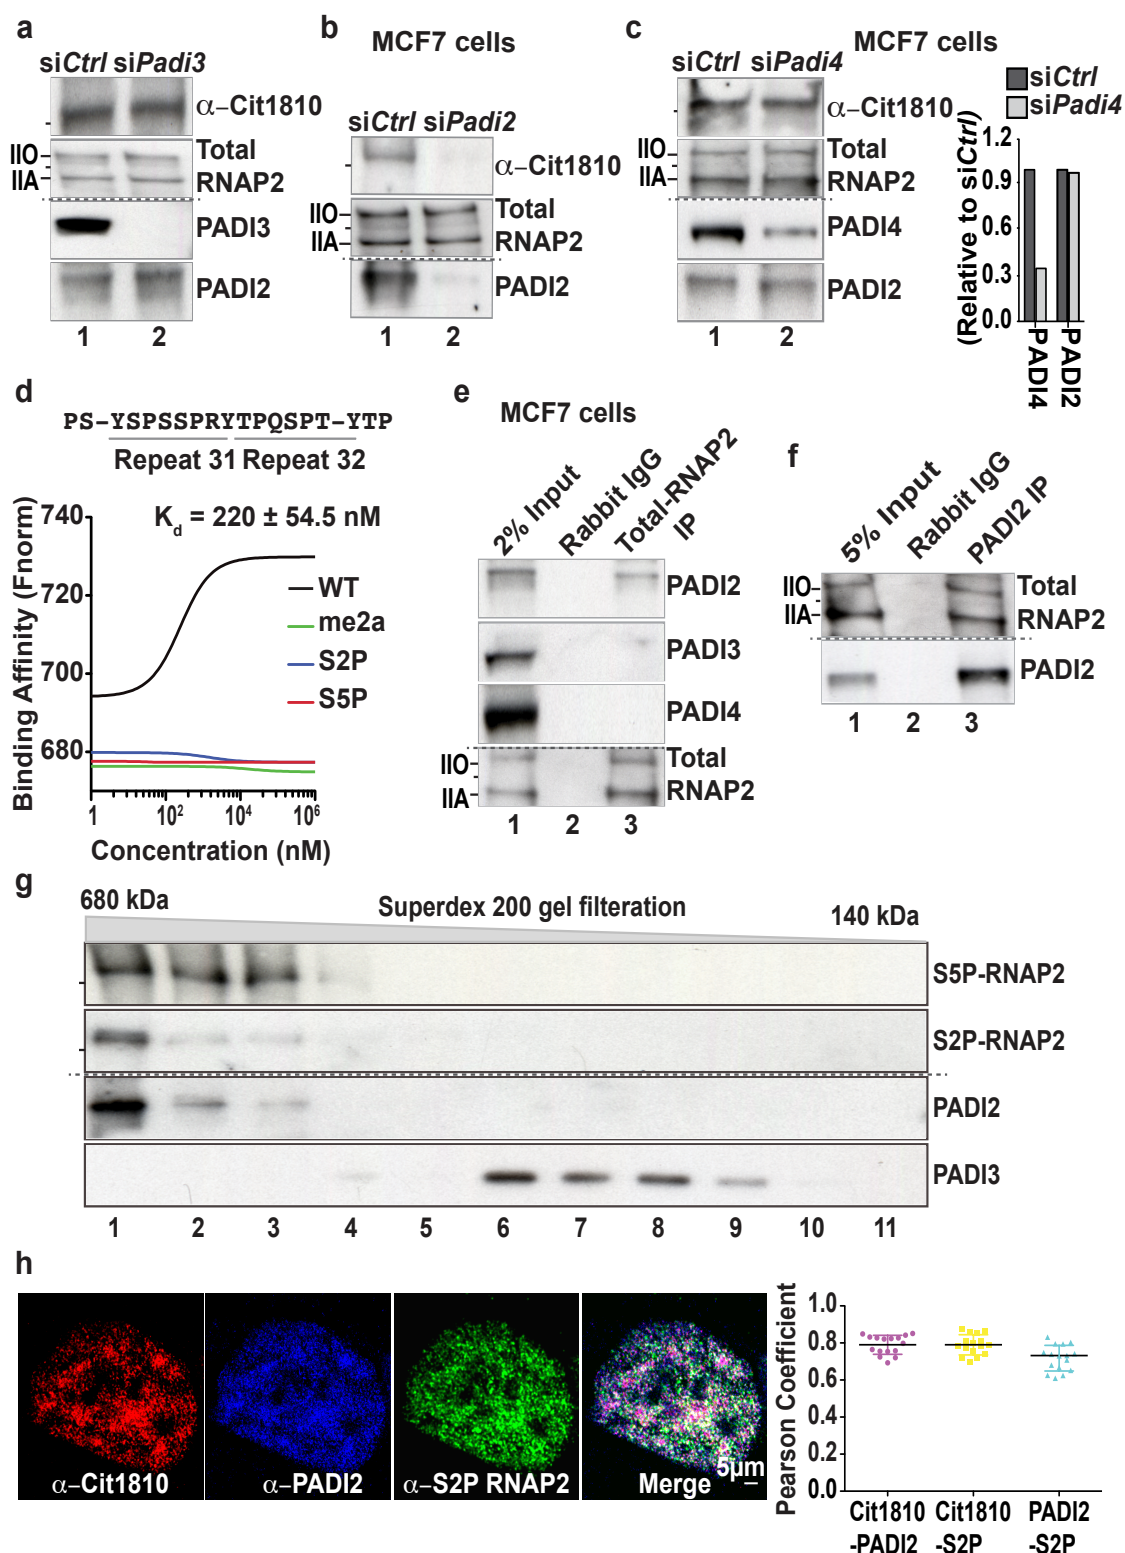 a
siCtrl siPadi3
α–Cit1810
IIO
Total
IIA
RNAP2
PADI3
PADI2
1 2
b
MCF7 cells
siCtrl siPadi2
α–Cit1810
IIO
Total
IIA
RNAP2
PADI2
1 2
c
MCF7 cells
siCtrl siPadi4
α–Cit1810
IIO
Total
IIA
RNAP2
PADI4
PADI2
1 2
siCtrl
siPadi4
(Relative to siCtrl)
1.2
0.9
0.6
0.3
0.0
PADI4
PADI2
d
PS–YSPSSPRYTPQSPT–YTP
Repeat 31 Repeat 32
Binding Affinity (Fnorm)
740
720
700
680
Kd = 220 ± 54.5 nM
WT
me2a
S2P
S5P
1 10² 10⁴ 10⁶
Concentration (nM)
e
MCF7 cells
2% Input
Rabbit IgG
Total-RNAP2
IP
PADI2
PADI3
PADI4
IIO
Total
IIA
RNAP2
1 2 3
f
5% Input
Rabbit IgG
PADI2 IP
IIO
Total
IIA
RNAP2
PADI2
1 2 3
g
680 kDa
Superdex 200 gel filteration
140 kDa
S5P-RNAP2
S2P-RNAP2
PADI2
PADI3
1 2 3 4 5 6 7 8 9 10 11
h
α–Cit1810
α–PADI2
α–S2P RNAP2
Merge
5µm
Pearson Coefficient
1.0
0.8
0.6
0.4
0.2
0.0
Cit1810
-PADI2
Cit1810
-S2P
PADI2
-S2P